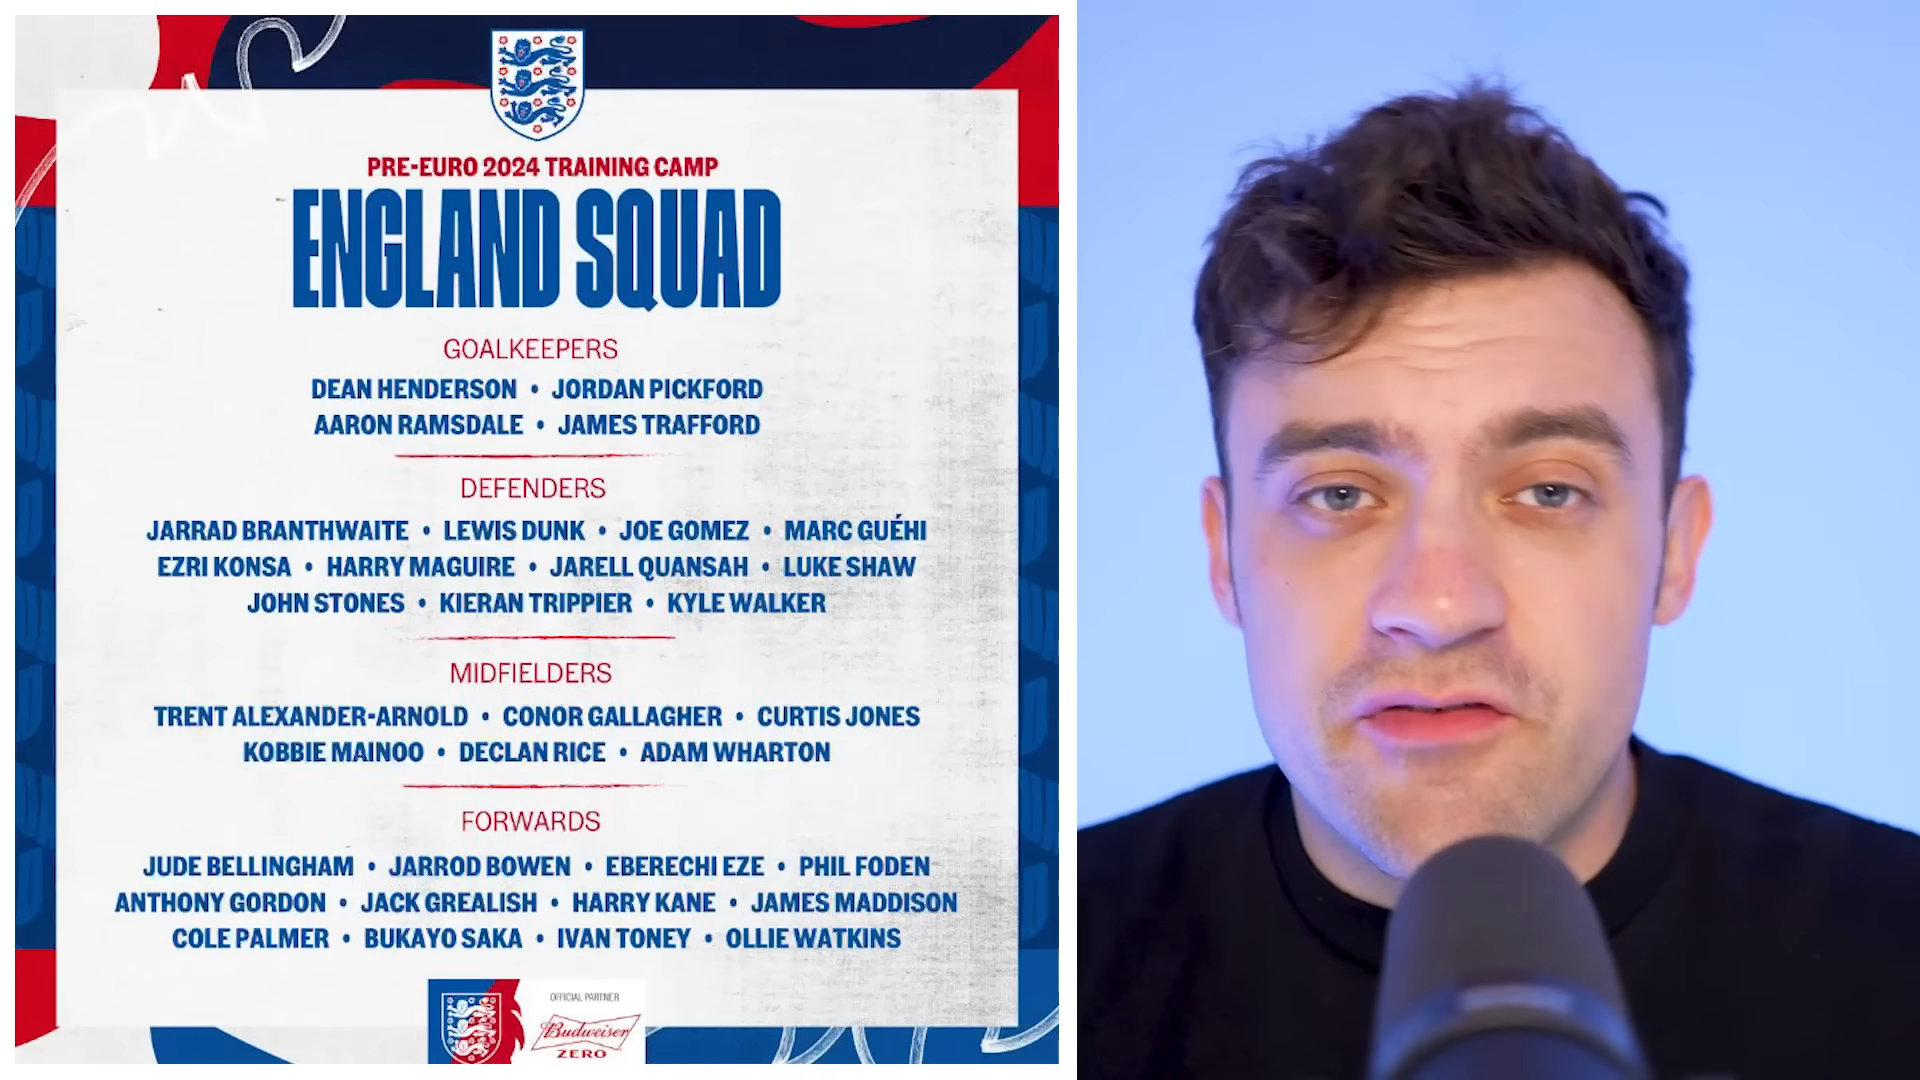 PRE-EURO 2024 TRAINING CAMP
ENGLAND SQUAD
GOALKEEPERS
DEAN HENDERSON • JORDAN PICKFORD
AARON RAMSDALE • JAMES TRAFFORD
DEFENDERS
JARRAD BRANTHWAITE • LEWIS DUNK • JOE GOMEZ • MARC GUÉHI
EZRI KONSA • HARRY MAGUIRE • JARELL QUANSAH • LUKE SHAW
JOHN STONES • KIERAN TRIPPIER • KYLE WALKER
MIDFIELDERS
TRENT ALEXANDER-ARNOLD • CONOR GALLAGHER • CURTIS JONES
KOBBIE MAINOO • DECLAN RICE • ADAM WHARTON
FORWARDS
JUDE BELLINGHAM • JARROD BOWEN • EBERECHI EZE • PHIL FODEN
ANTHONY GORDON • JACK GREALISH • HARRY KANE • JAMES MADDISON
COLE PALMER • BUKAYO SAKA • IVAN TONEY • OLLIE WATKINS
OFFICIAL PARTNER
Budweiser
ZERO